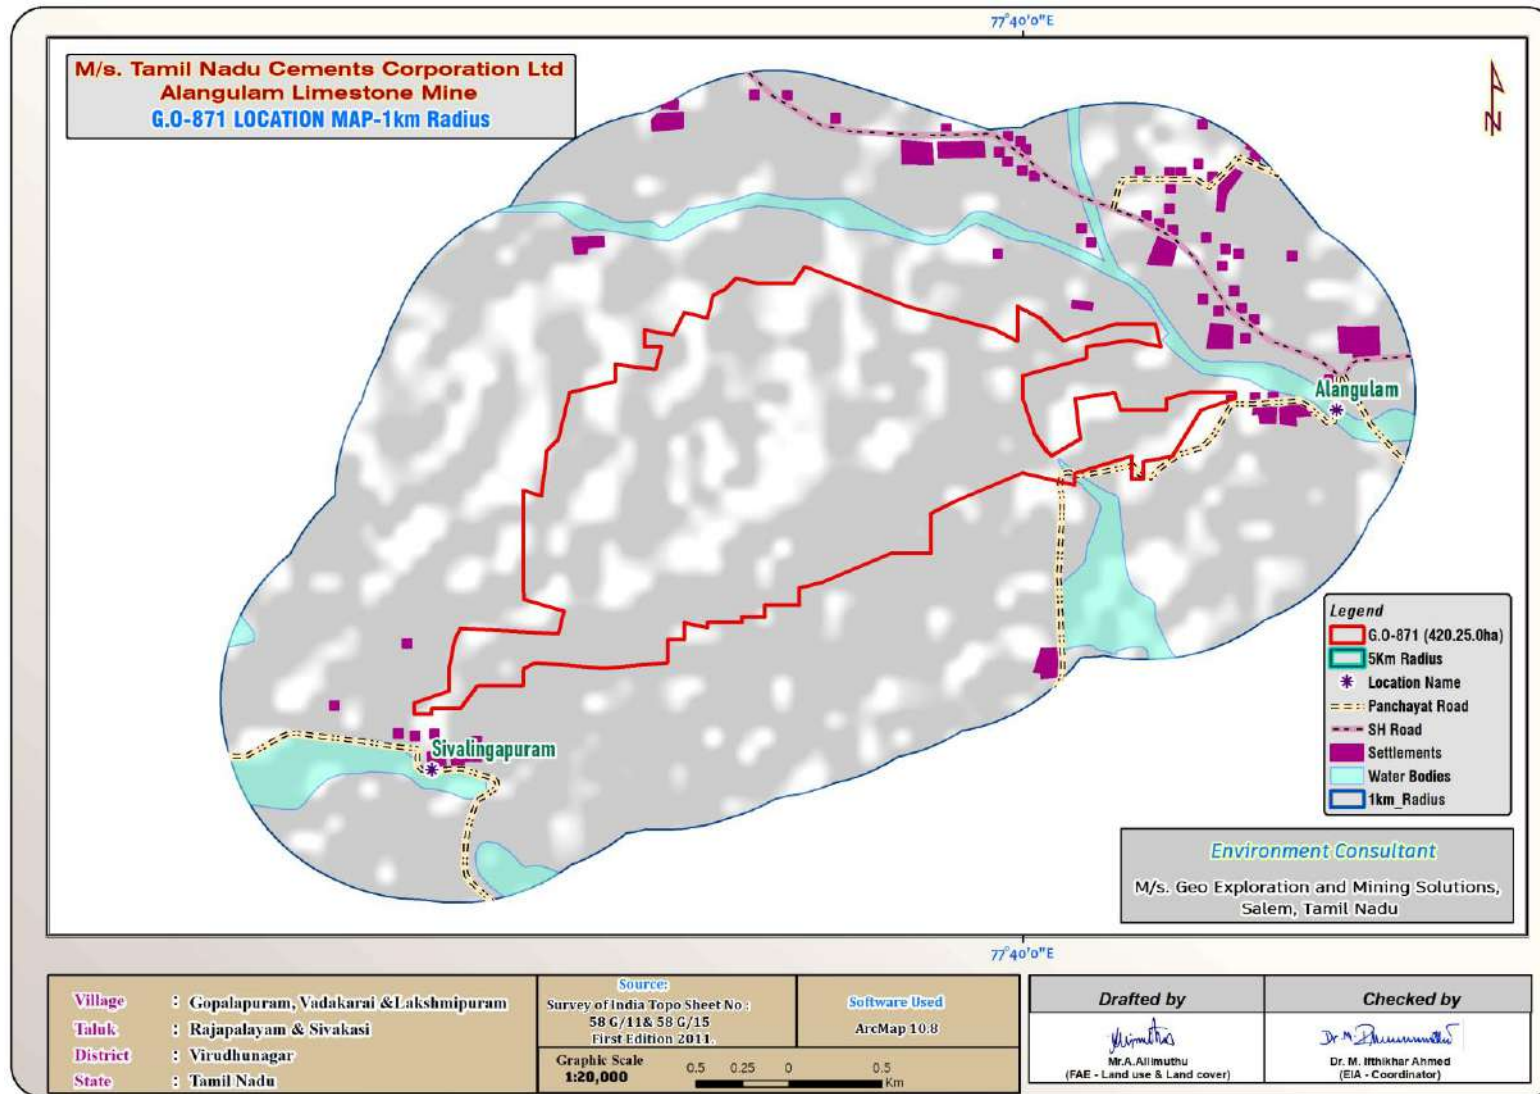 77°40'0"E
M/s. Tamil Nadu Cements Corporation Ltd
Alangulam Limestone Mine
G.O-871 LOCATION MAP-1km Radius
N
Alangulam
Sivalingapuram
Legend
G.O-871 (420.25.0ha)
5Km Radius
Location Name
Panchayat Road
SH Road
Settlements
Water Bodies
1km_Radius
Environment Consultant
M/s. Geo Exploration and Mining Solutions,
Salem, Tamil Nadu
77°40'0"E
Village : Gopalapuram, Vadakarai &Lakshmipuram
Taluk : Rajapalayam & Sivakasi
District : Virudhunagar
State : Tamil Nadu
Source:
Survey of India Topo Sheet No :
58 G/11& 58 G/15
First Edition 2011.
Graphic Scale
1:20,000
0.5 0.25 0 0.5
Km
Software Used
ArcMap 10.8
Drafted by
Mr.A.Allimuthu
(FAE - Land use & Land cover)
Checked by
Dr. M. Ifthikhar Ahmed
(EIA - Coordinator)